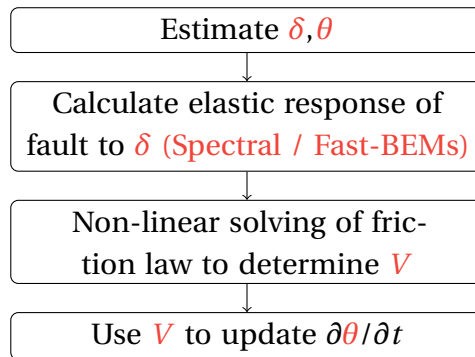 Estimate δ,θ
Calculate elastic response of
fault to δ (Spectral / Fast-BEMs)
Non-linear solving of fric-
tion law to determine V
Use V to update ∂θ/∂t